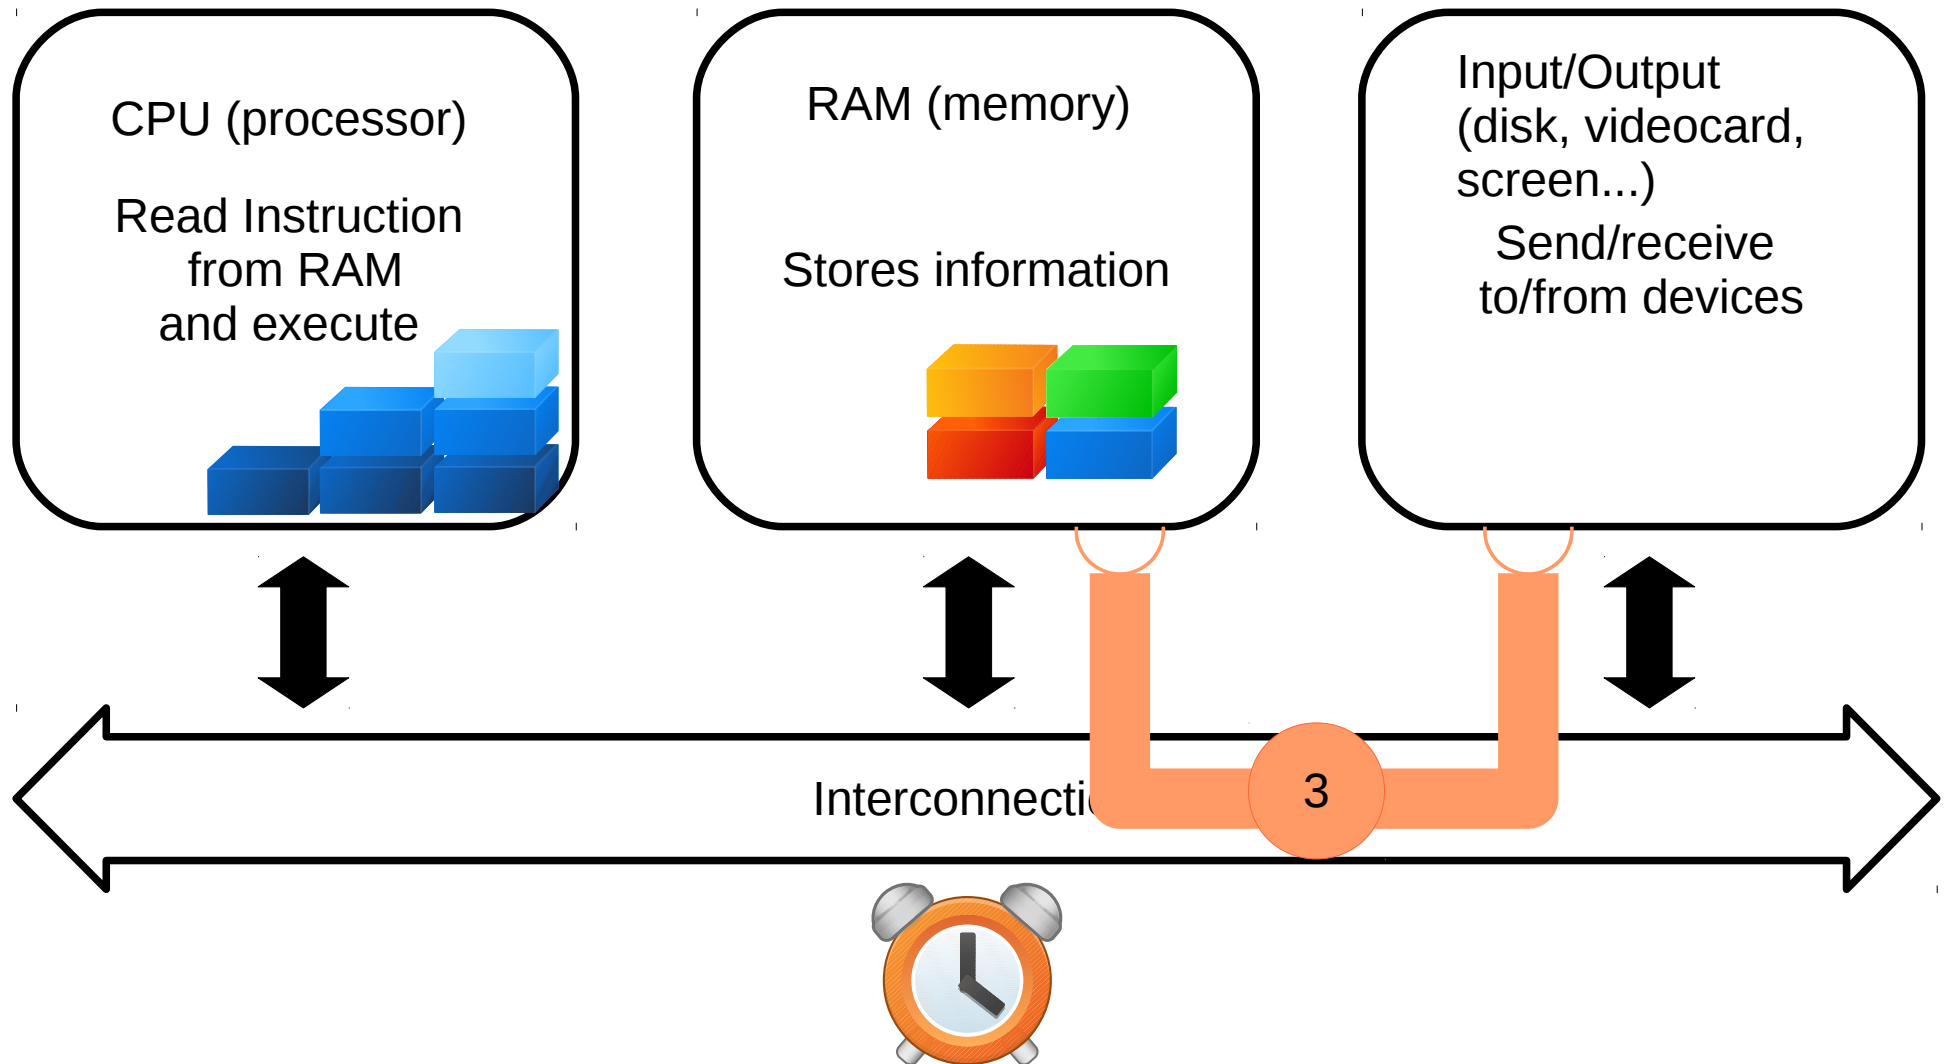 CPU (processor)
Read Instruction
from RAM
and execute
RAM (memory)
Stores information
Input/Output
(disk, videocard,
screen...)
Send/receive
to/from devices
Interconnecti
3